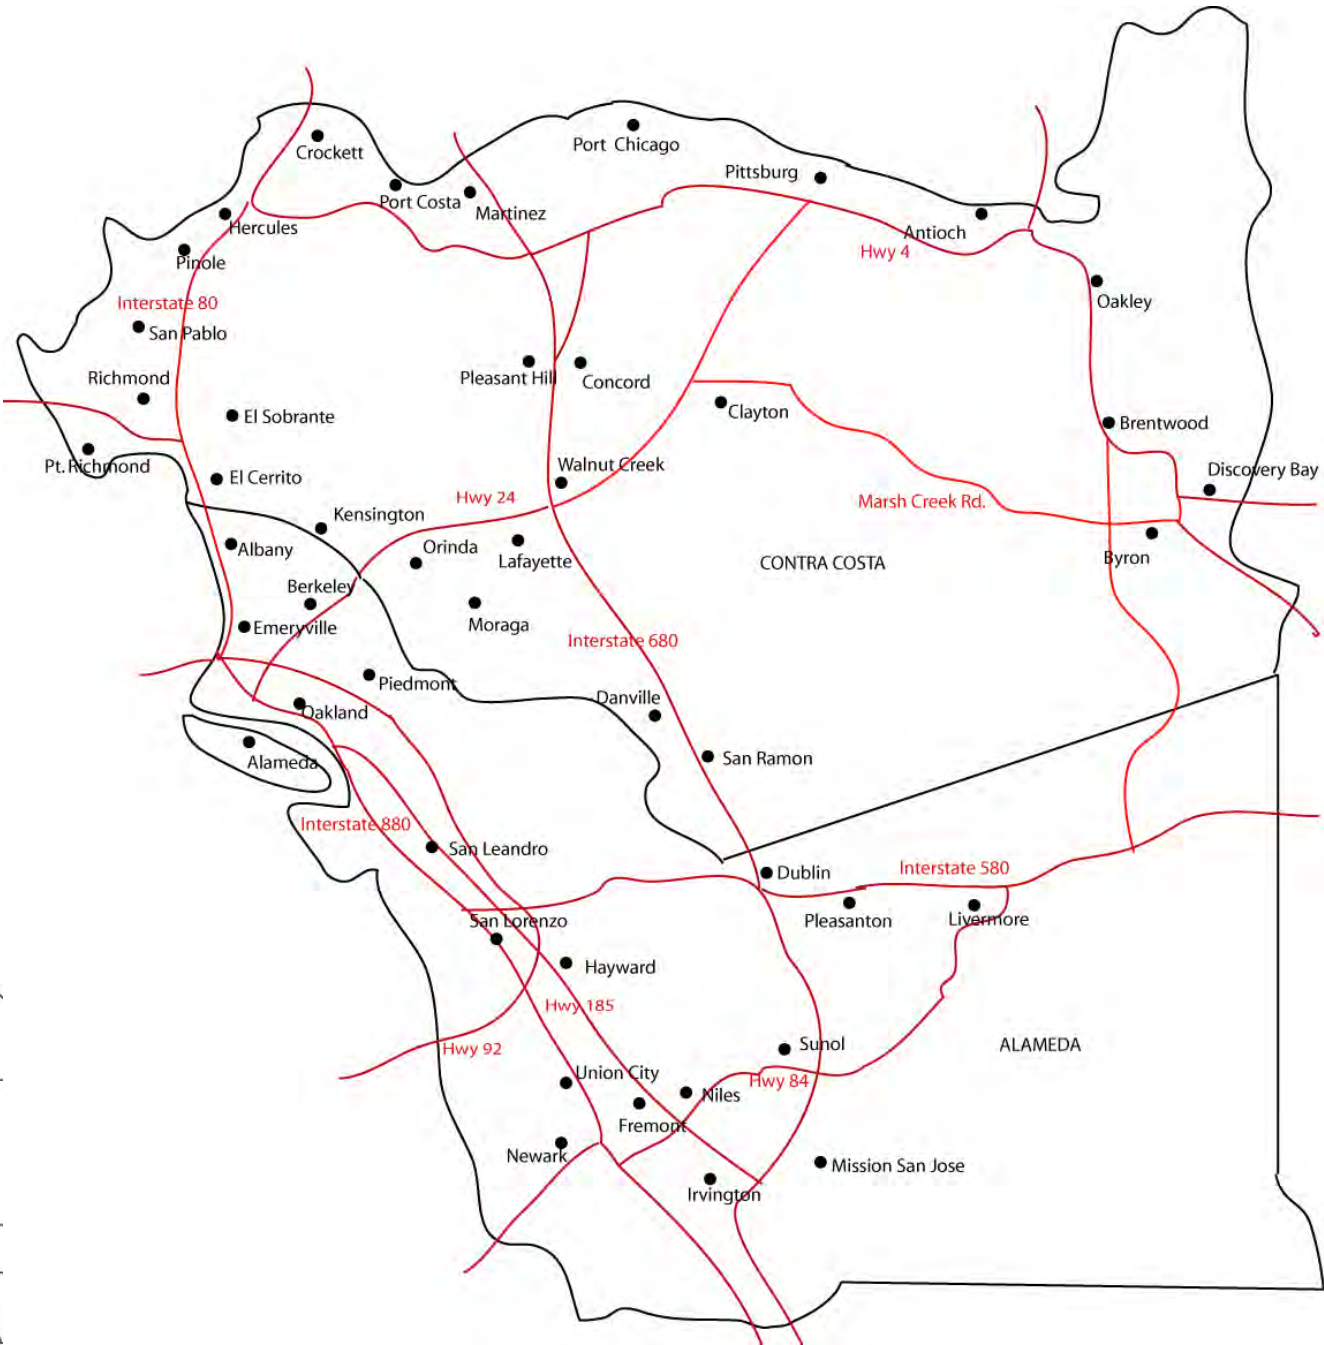 Port Chicago
Crockett
Pittsburg
Port Costa
Martinez
Hercules
Antioch
Hwy 4
Pinole
Oakley
Interstate 80
San Pablo
Richmond
Pleasant Hill
Concord
El Sobrante
Clayton
Brentwood
Pt. Richmond
El Cerrito
Walnut Creek
Discovery Bay
Hwy 24
Marsh Creek Rd.
Kensington
Albany
Orinda
Lafayette
CONTRA COSTA
Byron
Berkeley
Emeryville
Moraga
Interstate 680
Piedmont
Danville
Oakland
San Ramon
Alameda
Interstate 880
San Leandro
Dublin
Interstate 580
San Lorenzo
Pleasanton
Livermore
Hayward
Hwy 185
Hwy 92
Sunol
ALAMEDA
Union City
Hwy 84
Niles
Fremont
Newark
Mission San Jose
Irvington